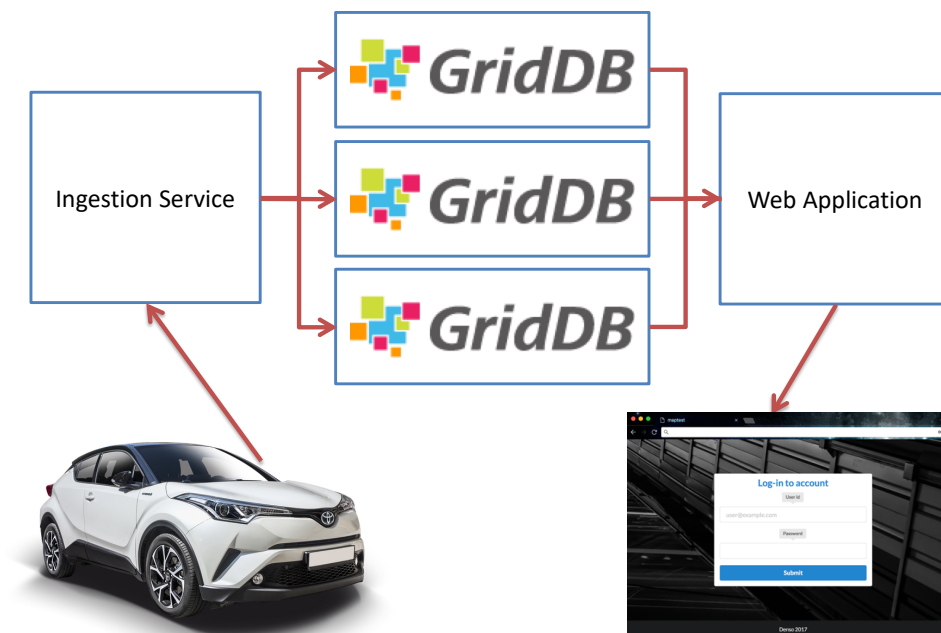 GridDB
Ingestion Service
GridDB
Web Application
GridDB
maptest
Log-in to account
User Id
user@example.com
Password
Submit
Denso 2017